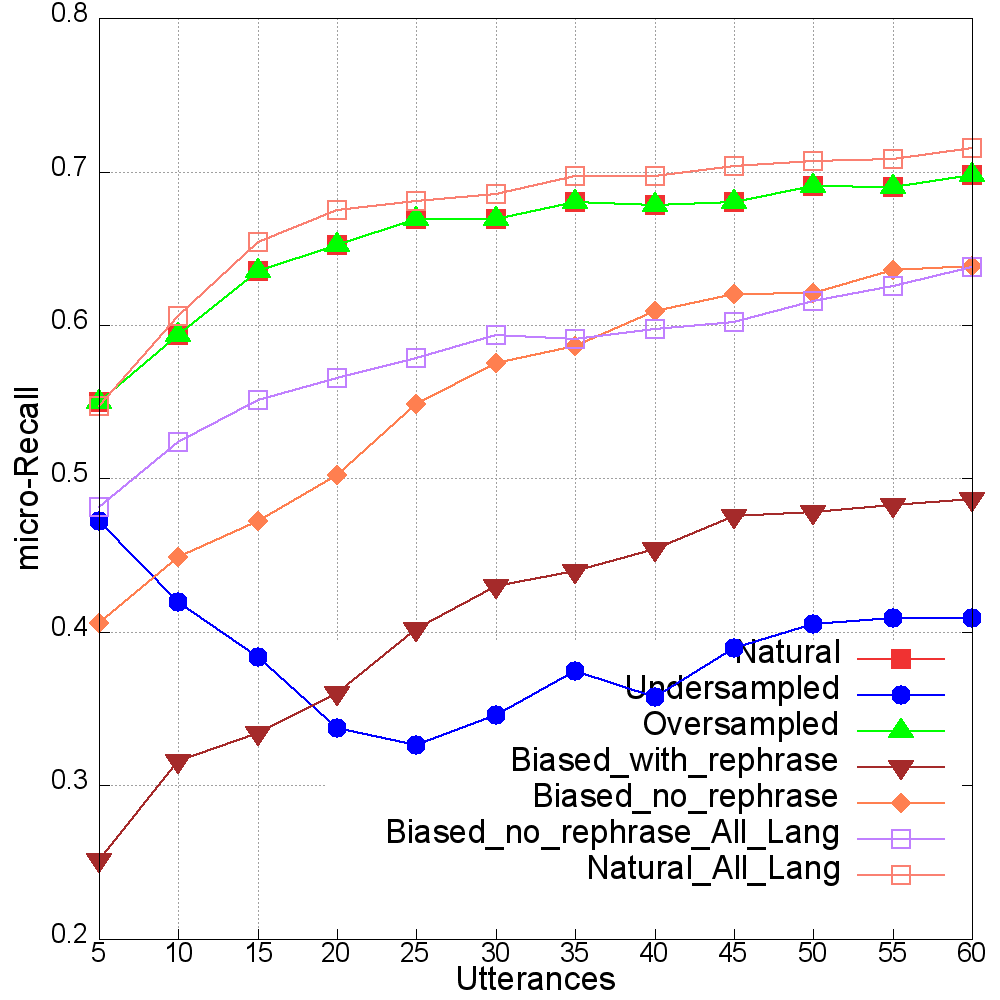 0.8
0.7
0.6
0.5
0.4
0.3
0.2
micro-Recall
Natural
Undersampled
Oversampled
Biased_with_rephrase
Biased_no_rephrase
Biased_no_rephrase_All_Lang
Natural_All_Lang
5 10 15 20 25 30 35 40 45 50 55 60
Utterances